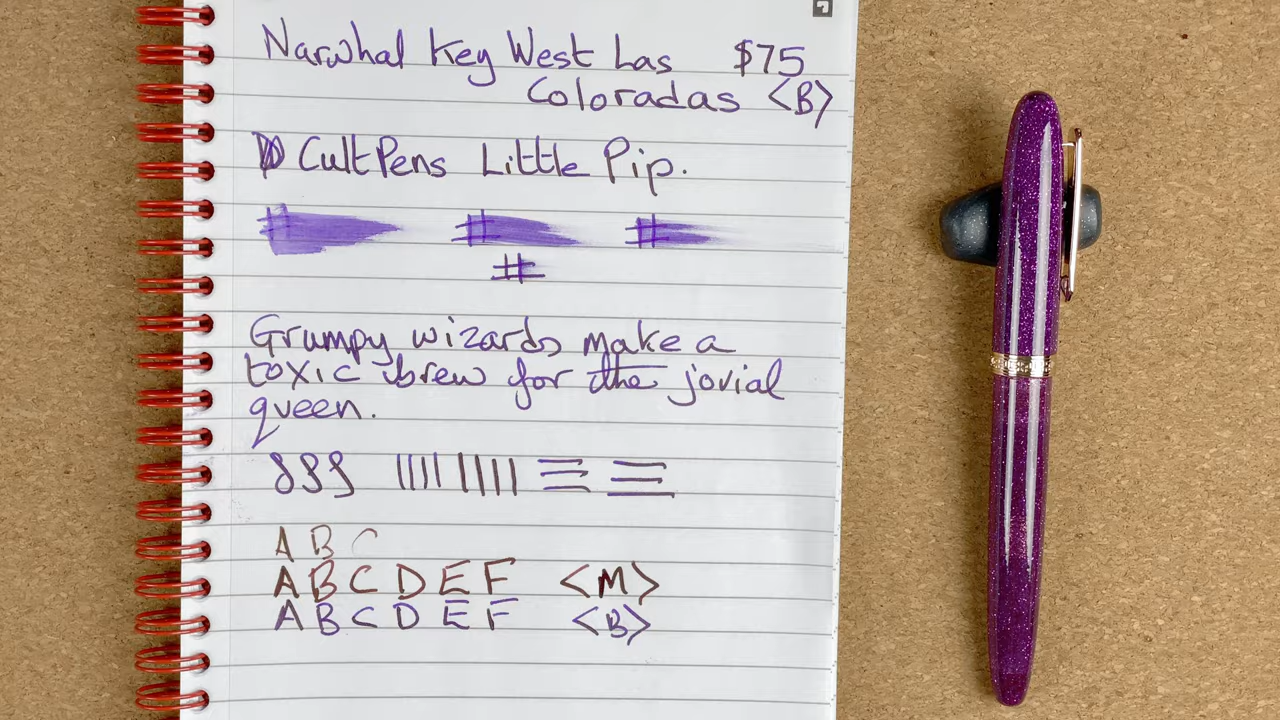 Narwhal Key West Las $75
Coloradas <B>
Cult Pens Little Pip.
# # #
#
Grumpy wizards make a
toxic brew for the jovial
queen.
A B C
A B C D E F <M>
A B C D E F <B>